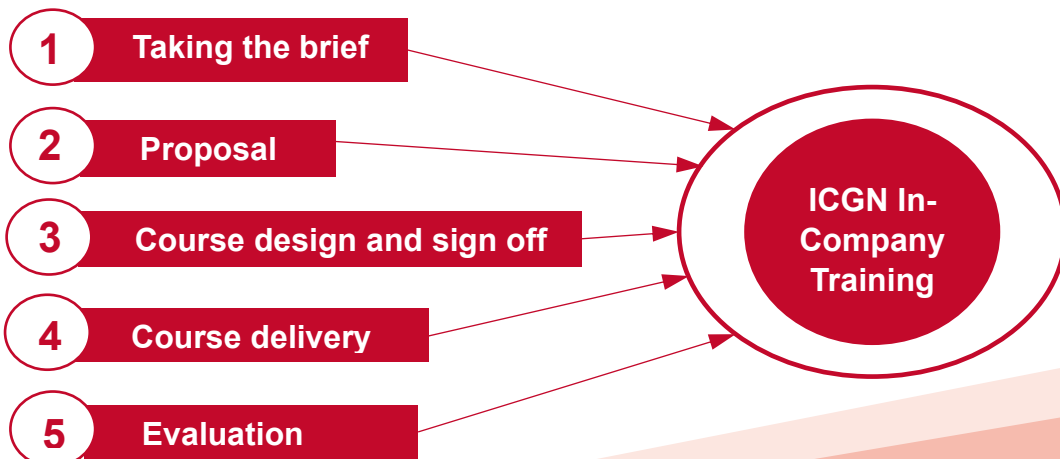 1 Taking the brief
2 Proposal
3 Course design and sign off
4 Course delivery
5 Evaluation
ICGN In-
Company
Training